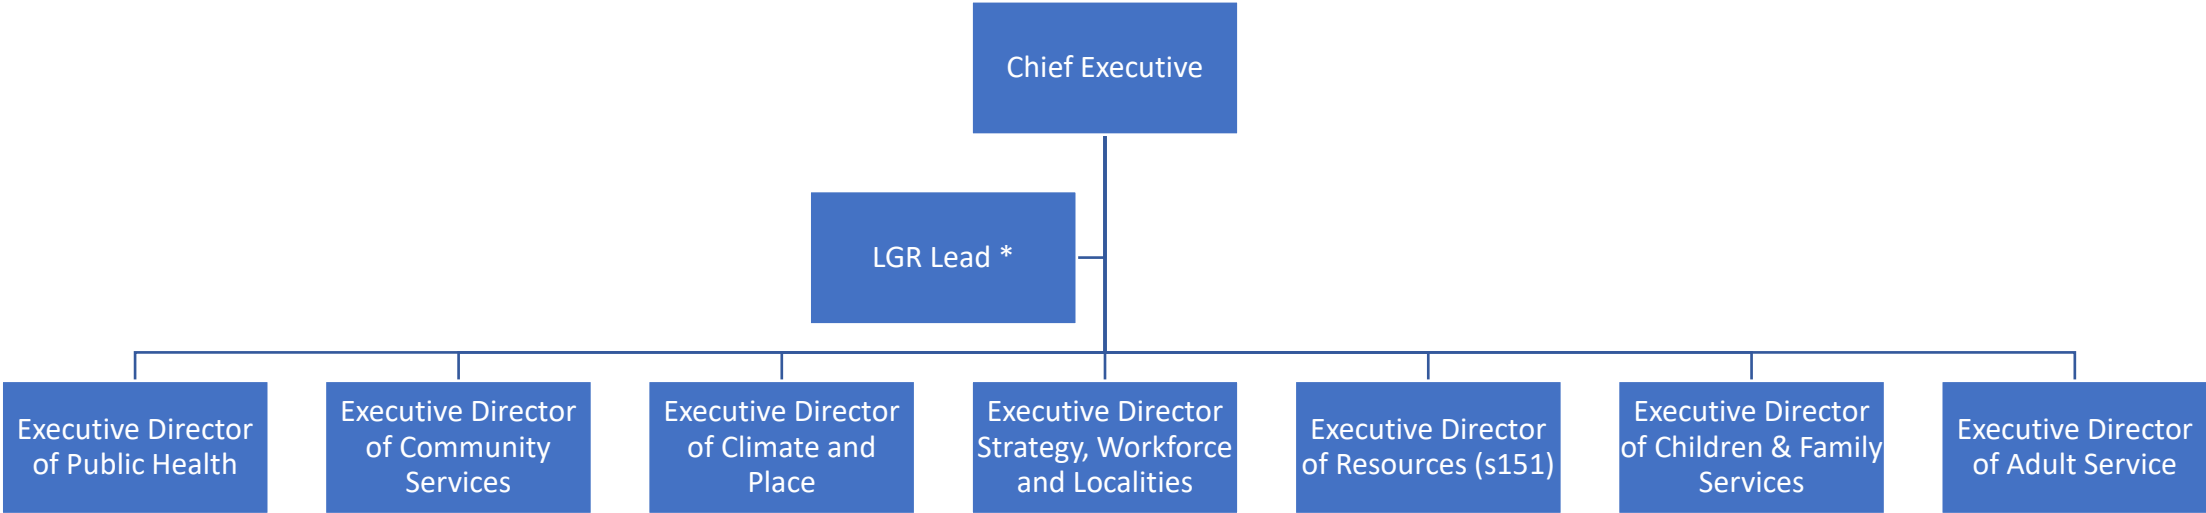 Chief Executive
LGR Lead *
Executive Director
of Public Health
Executive Director
of Community
Services
Executive Director
of Climate and
Place
Executive Director
Strategy, Workforce
and Localities
Executive Director
of Resources (s151)
Executive Director
of Children & Family
Services
Executive Director
of Adult Service